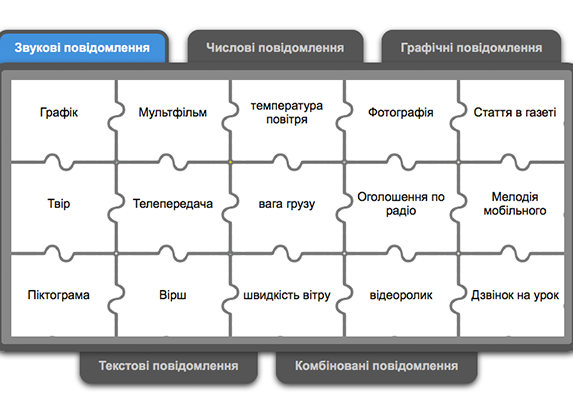 Звукові повідомлення
Числові повідомлення
Графічні повідомлення
Графік
Мультфільм
температура
повітря
Фотографія
Стаття в газеті
Твір
Телепередача
вага грузу
Оголошення по
радіо
Мелодія
мобільного
Піктограма
Вірш
швидкість вітру
відеоролик
Дзвінок на урок
Текстові повідомлення
Комбіновані повідомлення